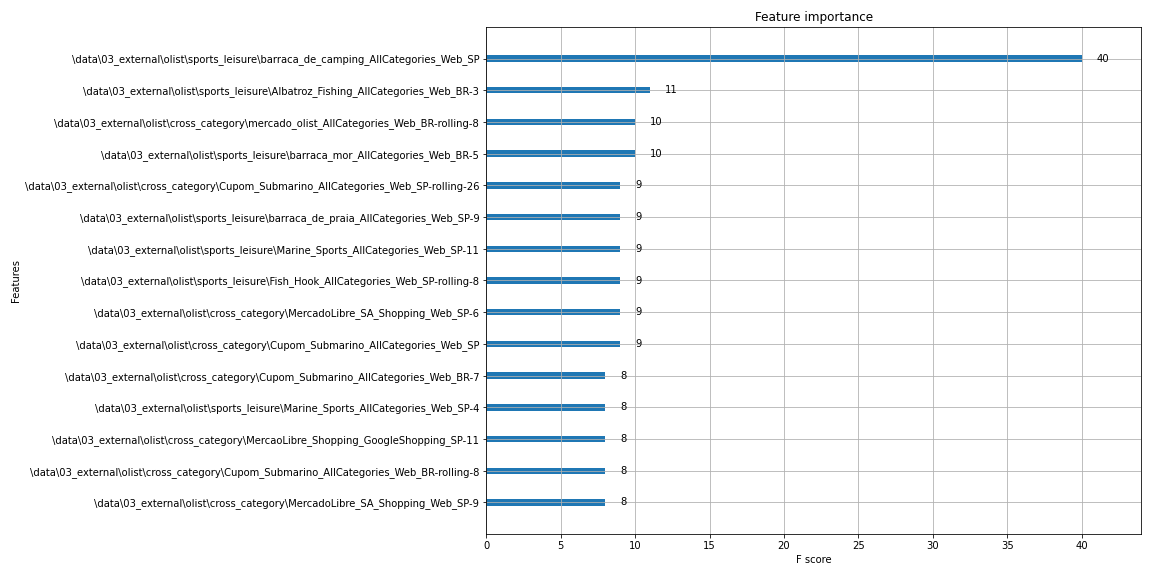 Feature importance
\data\03_external\olist\sports_leisure\barraca_de_camping_AllCategories_Web_SP 40
\data\03_external\olist\sports_leisure\Albatroz_Fishing_AllCategories_Web_BR-3 11
\data\03_external\olist\cross_category\mercado_olist_AllCategories_Web_BR-rolling-8 10
\data\03_external\olist\sports_leisure\barraca_mor_AllCategories_Web_BR-5 10
\data\03_external\olist\cross_category\Cupom_Submarino_AllCategories_Web_SP-rolling-26 9
\data\03_external\olist\sports_leisure\barraca_de_praia_AllCategories_Web_SP-9 9
\data\03_external\olist\sports_leisure\Marine_Sports_AllCategories_Web_SP-11 9
\data\03_external\olist\sports_leisure\Fish_Hook_AllCategories_Web_SP-rolling-8 9
\data\03_external\olist\cross_category\MercadoLibre_SA_Shopping_Web_SP-6 9
\data\03_external\olist\cross_category\Cupom_Submarino_AllCategories_Web_SP 9
\data\03_external\olist\cross_category\Cupom_Submarino_AllCategories_Web_BR-7 8
\data\03_external\olist\sports_leisure\Marine_Sports_AllCategories_Web_SP-4 8
\data\03_external\olist\cross_category\MercaoLibre_Shopping_GoogleShopping_SP-11 8
\data\03_external\olist\cross_category\Cupom_Submarino_AllCategories_Web_BR-rolling-8 8
\data\03_external\olist\cross_category\MercadoLibre_SA_Shopping_Web_SP-9 8
Features
0 5 10 15 20 25 30 35 40
F score